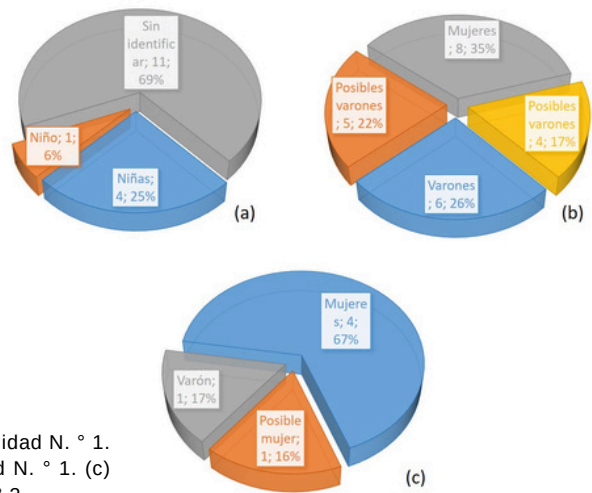 Sin
identific
ar; 11;
69%
Niño; 1;
6%
Niñas;
4; 25%
(a)
Mujeres
; 8; 35%
Posibles
varones
; 5; 22%
Posibles
varones
; 4; 17%
Varones
; 6; 26%
(b)
Mujere
s; 4;
67%
Varón;
1; 17%
Posible
mujer;
1; 16%
(c)
idad N. ° 1.
d N. ° 1. (c)